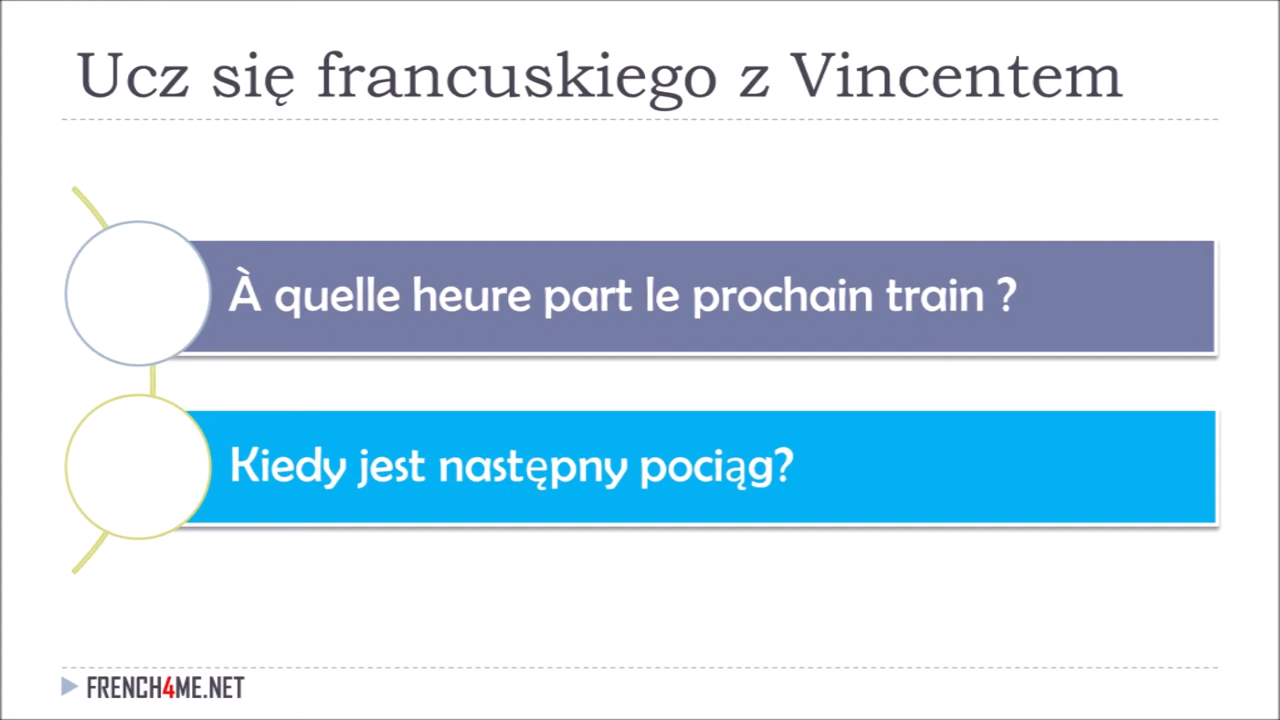 Ucz się francuskiego z Vincentem
À quelle heure part le prochain train ?
Kiedy jest następny pociąg?
FRENCH4ME.NET